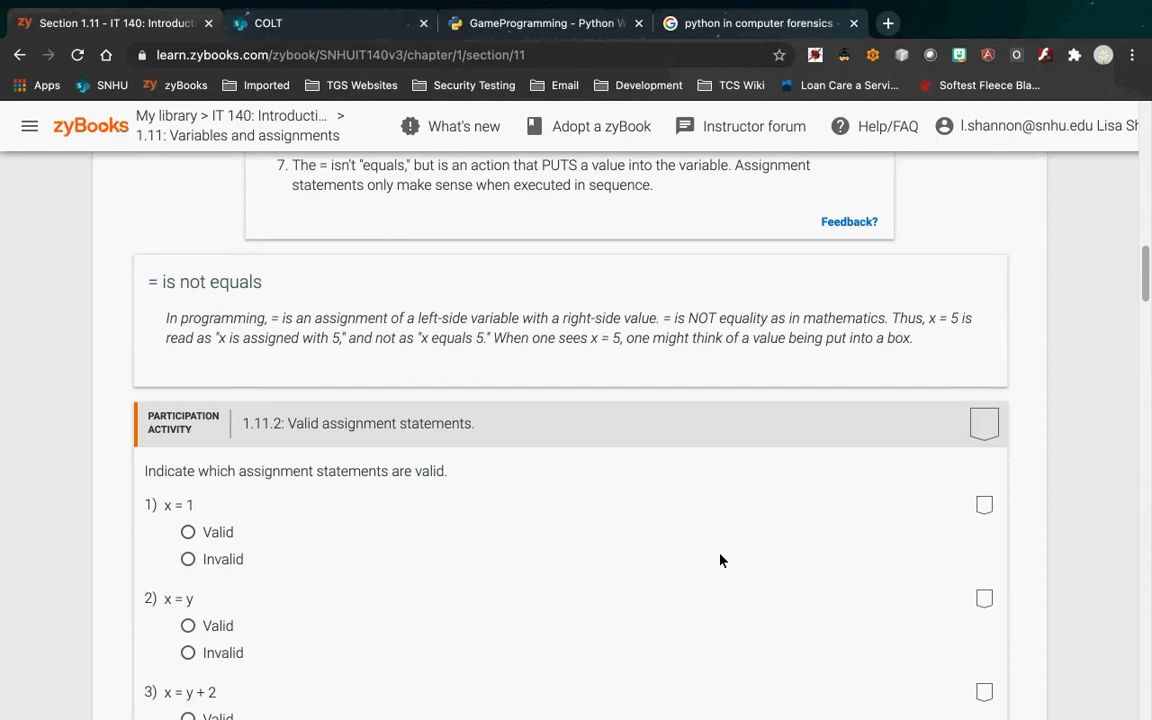 Section 1.11 - IT 140: Introduct
COLT
GameProgramming - Python W
python in computer forensics -
learn.zybooks.com/zybook/SNHUIT140v3/chapter/1/section/11
Apps SNHU zyBooks Imported TGS Websites Security Testing Email Development TCS Wiki Loan Care a Servi... Softest Fleece Bla...
zyBooks
My library > IT 140: Introducti... >
1.11: Variables and assignments
What's new
Adopt a zyBook
Instructor forum
Help/FAQ
l.shannon@snhu.edu Lisa Sh
7. The = isn't "equals," but is an action that PUTS a value into the variable. Assignment
statements only make sense when executed in sequence.
Feedback?
= is not equals
In programming, = is an assignment of a left-side variable with a right-side value. = is NOT equality as in mathematics. Thus, x = 5 is
read as "x is assigned with 5," and not as "x equals 5." When one sees x = 5, one might think of a value being put into a box.
PARTICIPATION
ACTIVITY
1.11.2: Valid assignment statements.
Indicate which assignment statements are valid.
1) x = 1
Valid
Invalid
2) x = y
Valid
Invalid
3) x = y + 2
Valid